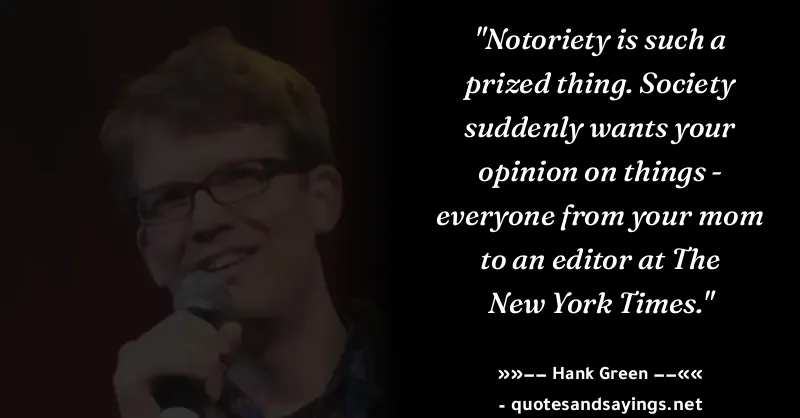 "Notoriety is such a
prized thing. Society
suddenly wants your
opinion on things -
everyone from your mom
to an editor at The
New York Times."
»»–– Hank Green ––««
- quotesandsayings.net